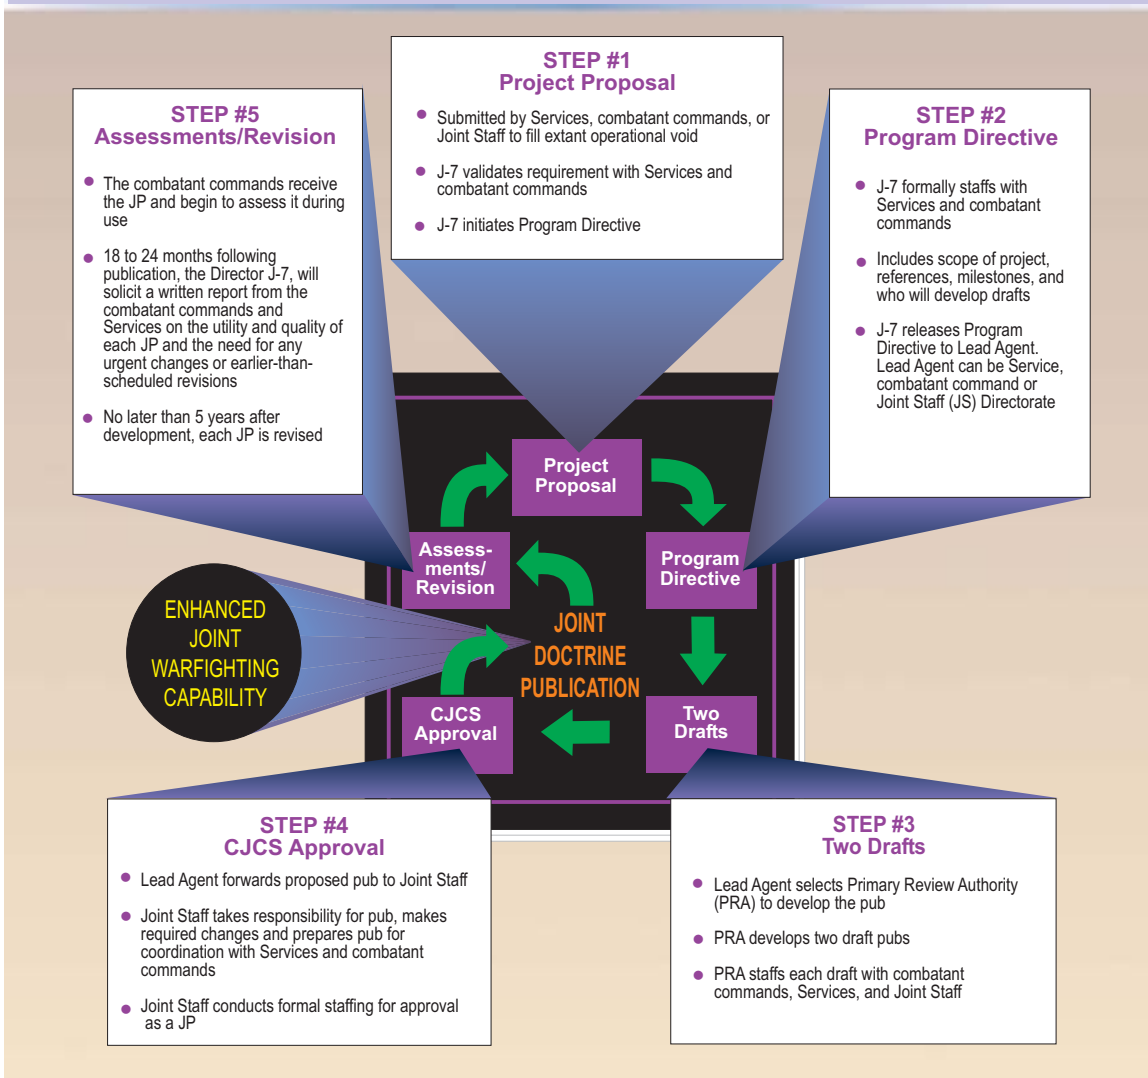 STEP #1
Project Proposal
Submitted by Services, combatant commands, or
Joint Staff to fill extant operational void
J-7 validates requirement with Services and
combatant commands
J-7 initiates Program Directive
STEP #2
Program Directive
J-7 formally staffs with
Services and combatant
commands
Includes scope of project,
references, milestones, and
who will develop drafts
J-7 releases Program
Directive to Lead Agent.
Lead Agent can be Service,
combatant command or
Joint Staff (JS) Directorate
STEP #3
Two Drafts
Lead Agent selects Primary Review Authority
(PRA) to develop the pub
PRA develops two draft pubs
PRA staffs each draft with combatant
commands, Services, and Joint Staff
STEP #4
CJCS Approval
Lead Agent forwards proposed pub to Joint Staff
Joint Staff takes responsibility for pub, makes
required changes and prepares pub for
coordination with Services and combatant
commands
Joint Staff conducts formal staffing for approval
as a JP
STEP #5
Assessments/Revision
The combatant commands receive
the JP and begin to assess it during
use
18 to 24 months following
publication, the Director J-7, will
solicit a written report from the
combatant commands and
Services on the utility and quality of
each JP and the need for any
urgent changes or earlier-than-
scheduled revisions
No later than 5 years after
development, each JP is revised
Project
Proposal
Program
Directive
Two
Drafts
CJCS
Approval
Assess-
ments/
Revision
JOINT
DOCTRINE
PUBLICATION
ENHANCED
JOINT
WARFIGHTING
CAPABILITY